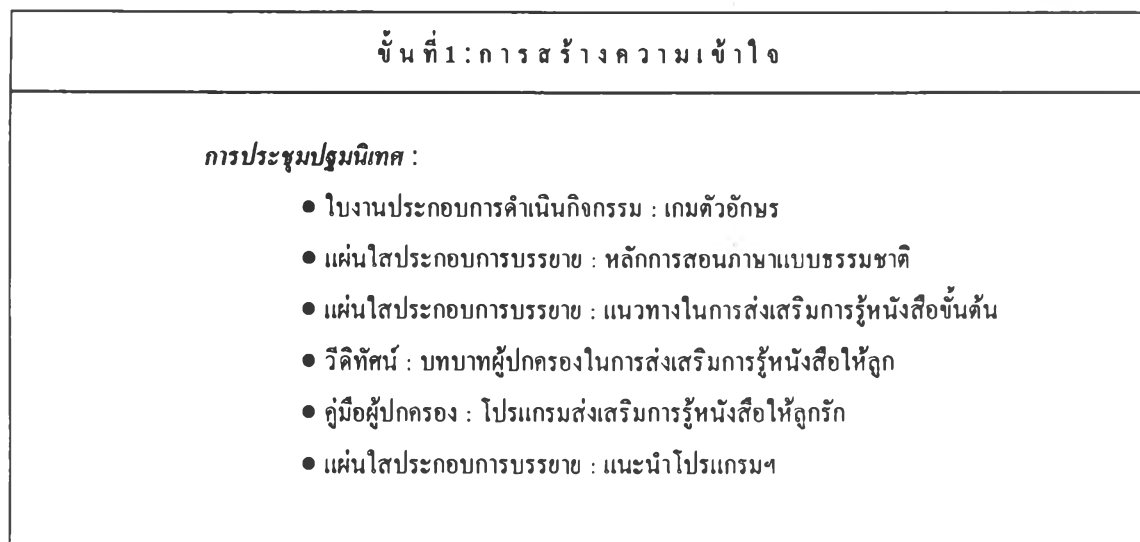 ขั้นที่1:การสร้างความเข้าใจ
การประชุมปฐมนิเทศ :
● ใบงานประกอบการดำเนินกิจกรรม : เกมตัวอักษร
● แผ่นใสประกอบการบรรยาย : หลักการสอนภาษาแบบธรรมชาติ
● แผ่นใสประกอบการบรรยาย : แนวทางในการส่งเสริมการรู้หนังสือขั้นต้น
● วีดิทัศน์ : บทบาทผู้ปกครองในการส่งเสริมการรู้หนังสือให้ลูก
● คู่มือผู้ปกครอง : โปรแกรมส่งเสริมการรู้หนังสือให้ลูกรัก
● แผ่นใสประกอบการบรรยาย : แนะนำโปรแกรมฯ